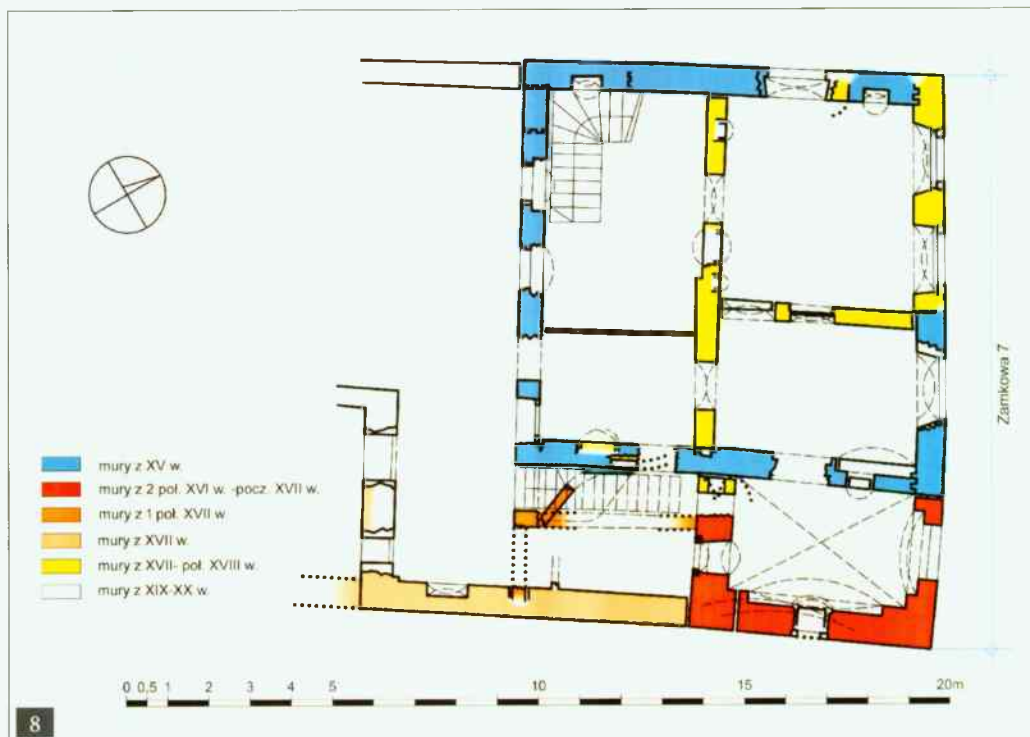 Zamkowa 7
mury z XV w.
mury z 2 poł. XVI w. -pocz. XVII w.
mury z 1 poł. XVII w
mury z XVII w.
mury z XVII- poł. XVIII w.
mury z XIX-XX w.
0 0,5 1 2 3 4 5 10 15 20m
8